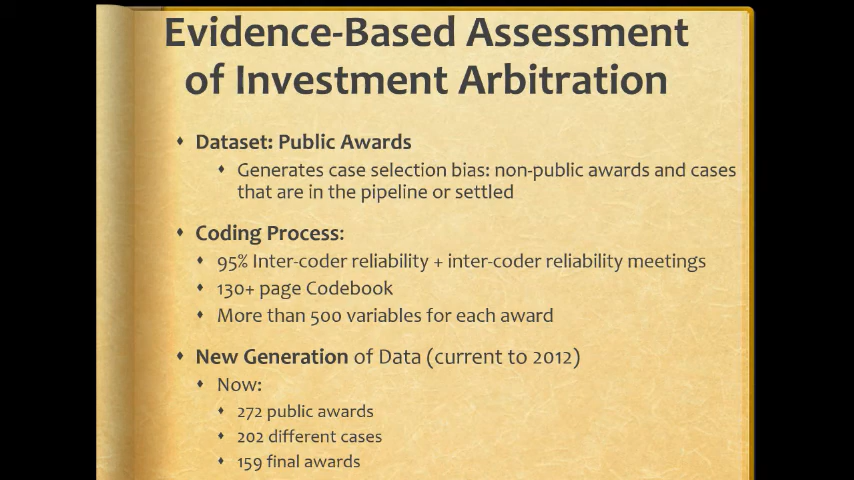 Evidence-Based Assessment
of Investment Arbitration
Dataset: Public Awards
Generates case selection bias: non-public awards and cases
that are in the pipeline or settled
Coding Process:
95% Inter-coder reliability + inter-coder reliability meetings
130+ page Codebook
More than 500 variables for each award
New Generation of Data (current to 2012)
Now:
272 public awards
202 different cases
159 final awards